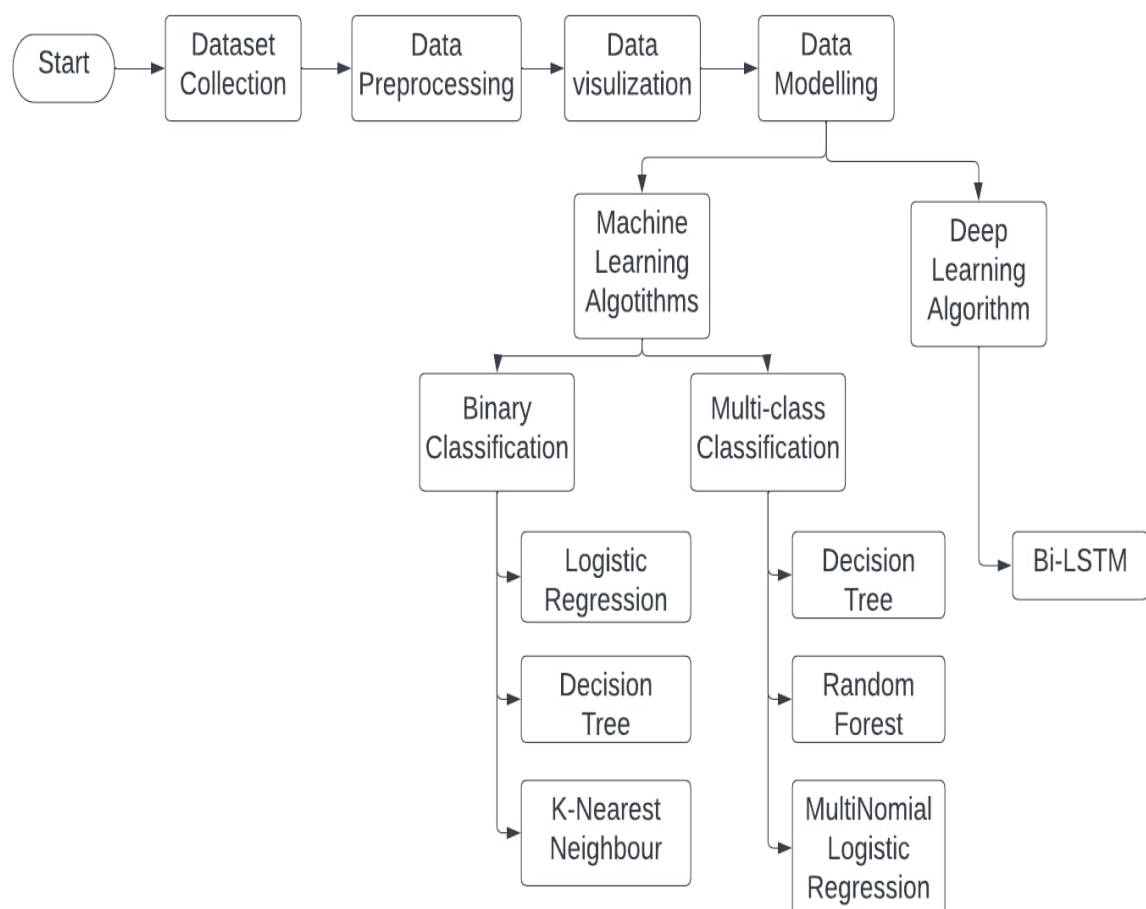 Start
Dataset
Collection
Data
Preprocessing
Data
visulization
Data
Modelling
Machine
Learning
Algotithms
Deep
Learning
Algorithm
Binary
Classification
Multi-class
Classification
Logistic
Regression
Decision
Tree
Bi-LSTM
Decision
Tree
Random
Forest
K-Nearest
Neighbour
MultiNomial
Logistic
Regression